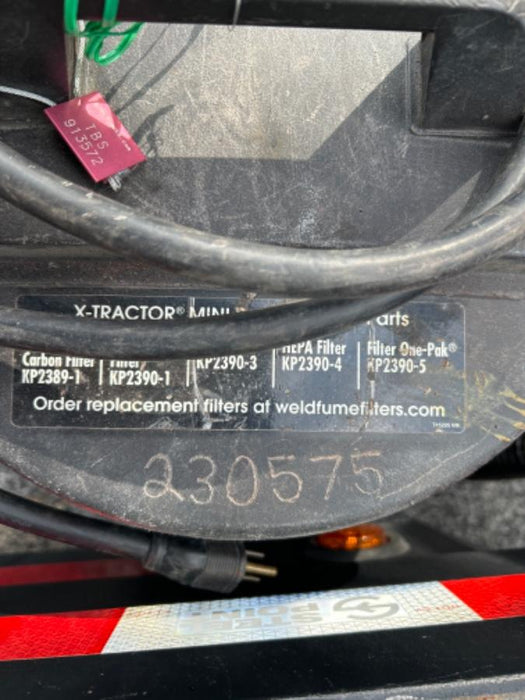 TBS
913572
X-TRACTOR® MINI
Parts
Carbon Filter
KP2389-1
Filter
KP2390-1
KP2390-3
HEPA Filter
KP2390-4
Filter One-Pak®
KP2390-5
Order replacement filters at weldfumefilters.com
230575